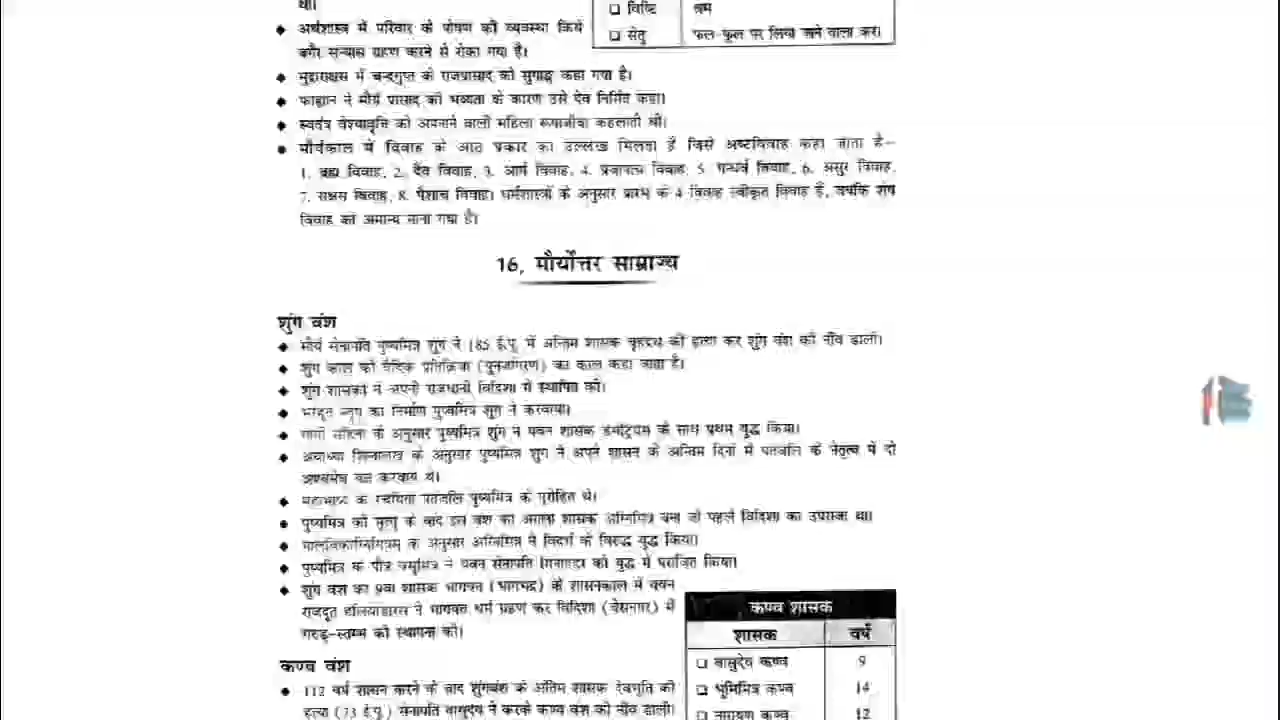 था।
□ विष्टि श्रम
□ सेतु फल-फूल पर लिया जाने वाला कर।
◆ अर्थशास्त्र में परिवार के पोषण की व्यवस्था किये
बगैर सन्यास ग्रहण करने से रोका गया है।
◆ मुद्राराक्षस में चन्द्रगुप्त के राजप्रासाद को सुगाङ्ग कहा गया है।
◆ फाह्यान ने मौर्य प्रासाद की भव्यता के कारण उसे देव निर्मित कहा।
◆ स्वतंत्र वेश्यावृत्ति को अपनाने वाली महिला रूपाजीवा कहलाती थी।
● मौर्यकाल में विवाह के आठ प्रकार का उल्लेख मिलता है जिसे अष्टविवाह कहा जाता है–
1. ब्रह्म विवाह, 2. दैव विवाह, 3. आर्ष विवाह, 4. प्रजापत्य विवाह, 5. गन्धर्व विवाह, 6. असुर विवाह,
7. राक्षस विवाह, 8. पैशाच विवाह। धर्मशास्त्रों के अनुसार प्रारंभ के 4 विवाह स्वीकृत विवाह हैं, जबकि शेष
विवाह को अमान्य माना गया है।
16. मौर्योत्तर साम्राज्य
शुंग वंश
◆ मौर्य सेनापति पुष्यमित्र शुंग ने 185 ई.पू. में अन्तिम शासक वृहद्रथ की हत्या कर शुंग वंश की नींव डाली।
◆ शुंग काल को वैदिक प्रतिक्रिया (पुनर्जागरण) का काल कहा जाता है।
◆ शुंग शासकों ने अपनी राजधानी विदिशा में स्थापित की।
◆ भरहुत स्तूप का निर्माण पुष्यमित्र शुंग ने करवाया।
◆ गार्गी संहिता के अनुसार पुष्यमित्र शुंग ने यवन शासक डेमेट्रियस के साथ प्रथम युद्ध किया।
◆ अयोध्या शिलालेख के अनुसार पुष्यमित्र शुंग ने अपने शासन के अन्तिम दिनों में पतंजलि के नेतृत्व में दो
अश्वमेध यज्ञ करवाये थे।
◆ महाभाष्य के रचयिता पतंजलि पुष्यमित्र के पुरोहित थे।
● पुष्यमित्र की मृत्यु के बाद इस वंश का अगला शासक अग्निमित्र बना जो पहले विदिशा का उपराजा था।
◆ मालविकाग्निमित्रम् के अनुसार अग्निमित्र ने विदर्भ के विरुद्ध युद्ध किया।
◆ पुष्यमित्र के पौत्र वसुमित्र ने यवन सेनापति मिनाण्डर को युद्ध में पराजित किया।
◆ शुंग वंश का 9वां शासक भागवत (भागभद्र) के शासनकाल में यवन
राजदूत हेलियोडोरस ने भागवत धर्म ग्रहण कर विदिशा (बेसनगर) में
गरुड़-स्तम्भ की स्थापना की।
कण्व वंश
● 112 वर्ष शासन करने के बाद शुंगवंश के अंतिम शासक देवभूति की
हत्या (73 ई.पू.) सेनापति वासुदेव ने करके कण्व वंश की नींव डाली।
कण्व शासक
शासक वर्ष
□ वासुदेव कण्व 9
□ भूमिमित्र कण्व 14
□ नारायण कण्व 12